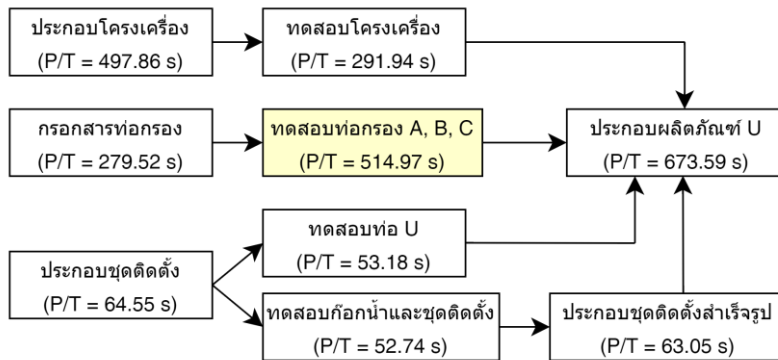 ประกอบโครงเครื่อง
(P/T = 497.86 s)
ทดสอบโครงเครื่อง
(P/T = 291.94 s)
กรอกสารท่อกรอง
(P/T = 279.52 s)
ทดสอบท่อกรอง A, B, C
(P/T = 514.97 s)
ประกอบผลิตภัณฑ์ U
(P/T = 673.59 s)
ประกอบชุดติดตั้ง
(P/T = 64.55 s)
ทดสอบท่อ U
(P/T = 53.18 s)
ทดสอบก๊อกน้ำและชุดติดตั้ง
(P/T = 52.74 s)
ประกอบชุดติดตั้งสำเร็จรูป
(P/T = 63.05 s)